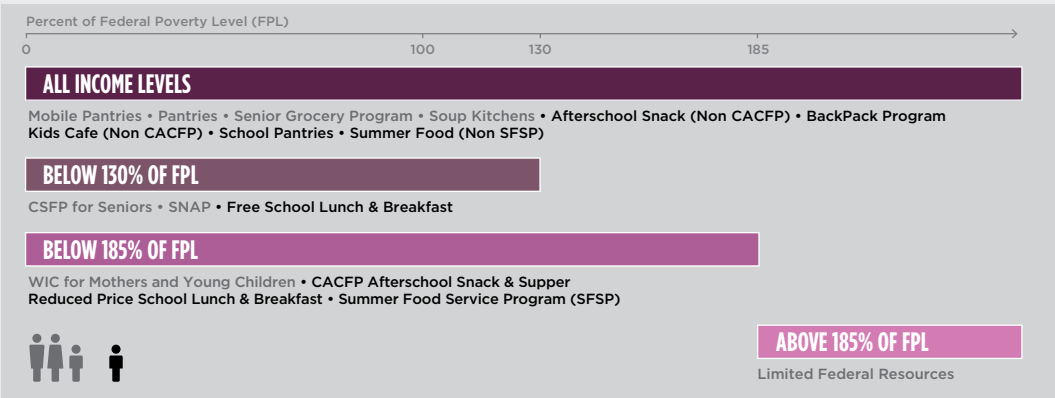 Percent of Federal Poverty Level (FPL)
0 100 130 185
ALL INCOME LEVELS
Mobile Pantries • Pantries • Senior Grocery Program • Soup Kitchens • Afterschool Snack (Non CACFP) • BackPack Program
Kids Cafe (Non CACFP) • School Pantries • Summer Food (Non SFSP)
BELOW 130% OF FPL
CSFP for Seniors • SNAP • Free School Lunch & Breakfast
BELOW 185% OF FPL
WIC for Mothers and Young Children • CACFP Afterschool Snack & Supper
Reduced Price School Lunch & Breakfast • Summer Food Service Program (SFSP)
ABOVE 185% OF FPL
Limited Federal Resources